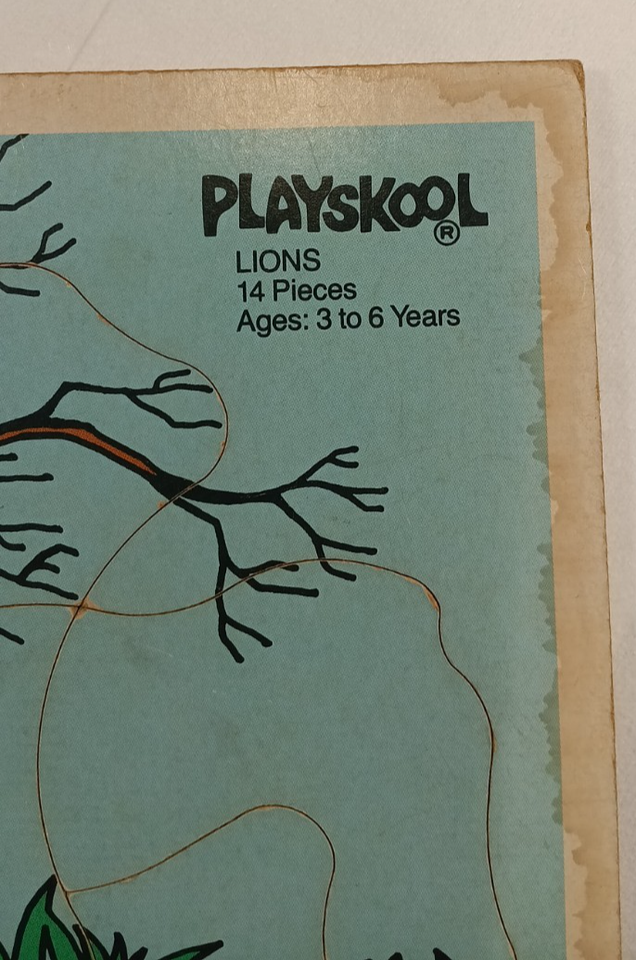 PLAYSKOOL®
LIONS
14 Pieces
Ages: 3 to 6 Years